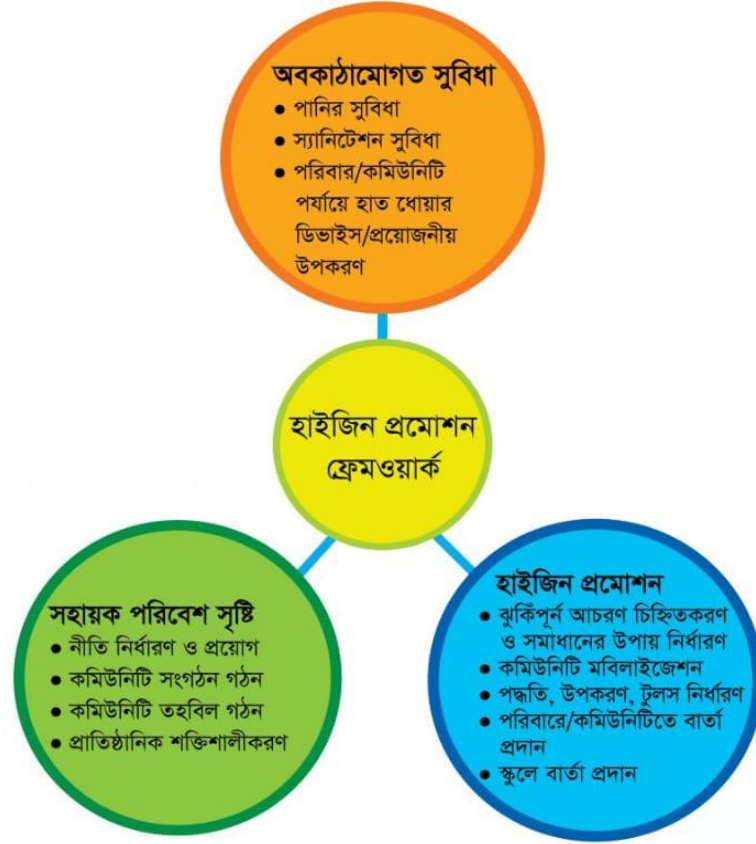 অবকাঠামোগত সুবিধা
● পানির সুবিধা
● স্যানিটেশন সুবিধা
● পরিবার/কমিউনিটি
পর্যায়ে হাত ধোয়ার
ডিভাইস/প্রয়োজনীয়
উপকরণ
হাইজিন প্রমোশন
ফ্রেমওয়ার্ক
সহায়ক পরিবেশ সৃষ্টি
● নীতি নির্ধারণ ও প্রয়োগ
● কমিউনিটি সংগঠন গঠন
● কমিউনিটি তহবিল গঠন
● প্রাতিষ্ঠানিক শক্তিশালীকরণ
হাইজিন প্রমোশন
● ঝুকিঁপূর্ন আচরণ চিহ্নিতকরণ
ও সমাধানের উপায় নির্ধারণ
● কমিউনিটি মবিলাইজেশন
● পদ্ধতি, উপকরণ, টুলস নির্ধারণ
● পরিবারে/কমিউনিটিতে বার্তা
প্রদান
● স্কুলে বার্তা প্রদান